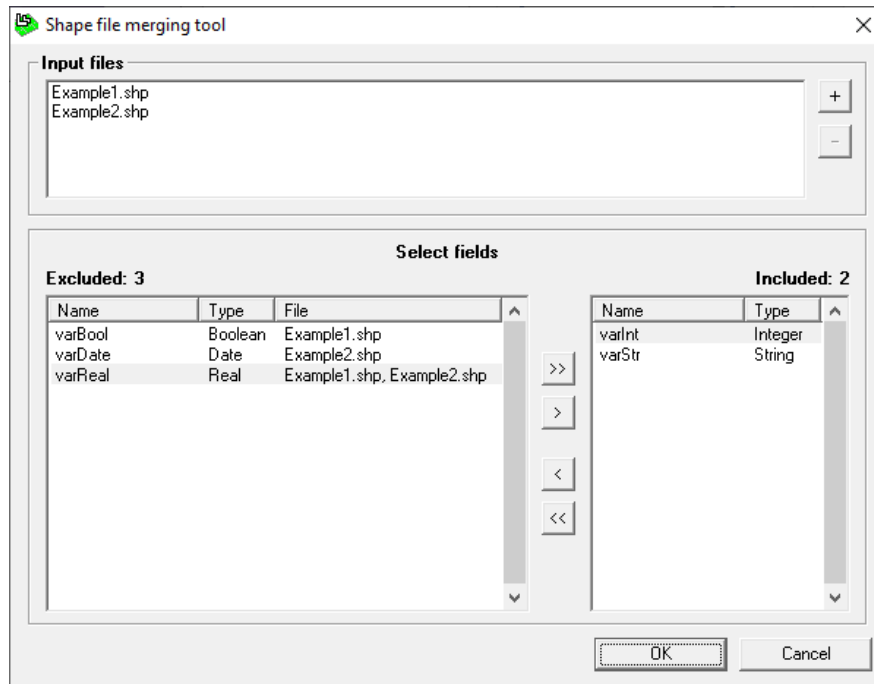 Shape file merging tool
Input files
Example1.shp
Example2.shp
+
-
Select fields
Excluded: 3
Included: 2
Name Type File
varBool Boolean Example1.shp
varDate Date Example2.shp
varReal Real Example1.shp, Example2.shp
>>
>
<
<<
Name Type
varInt Integer
varStr String
OK Cancel